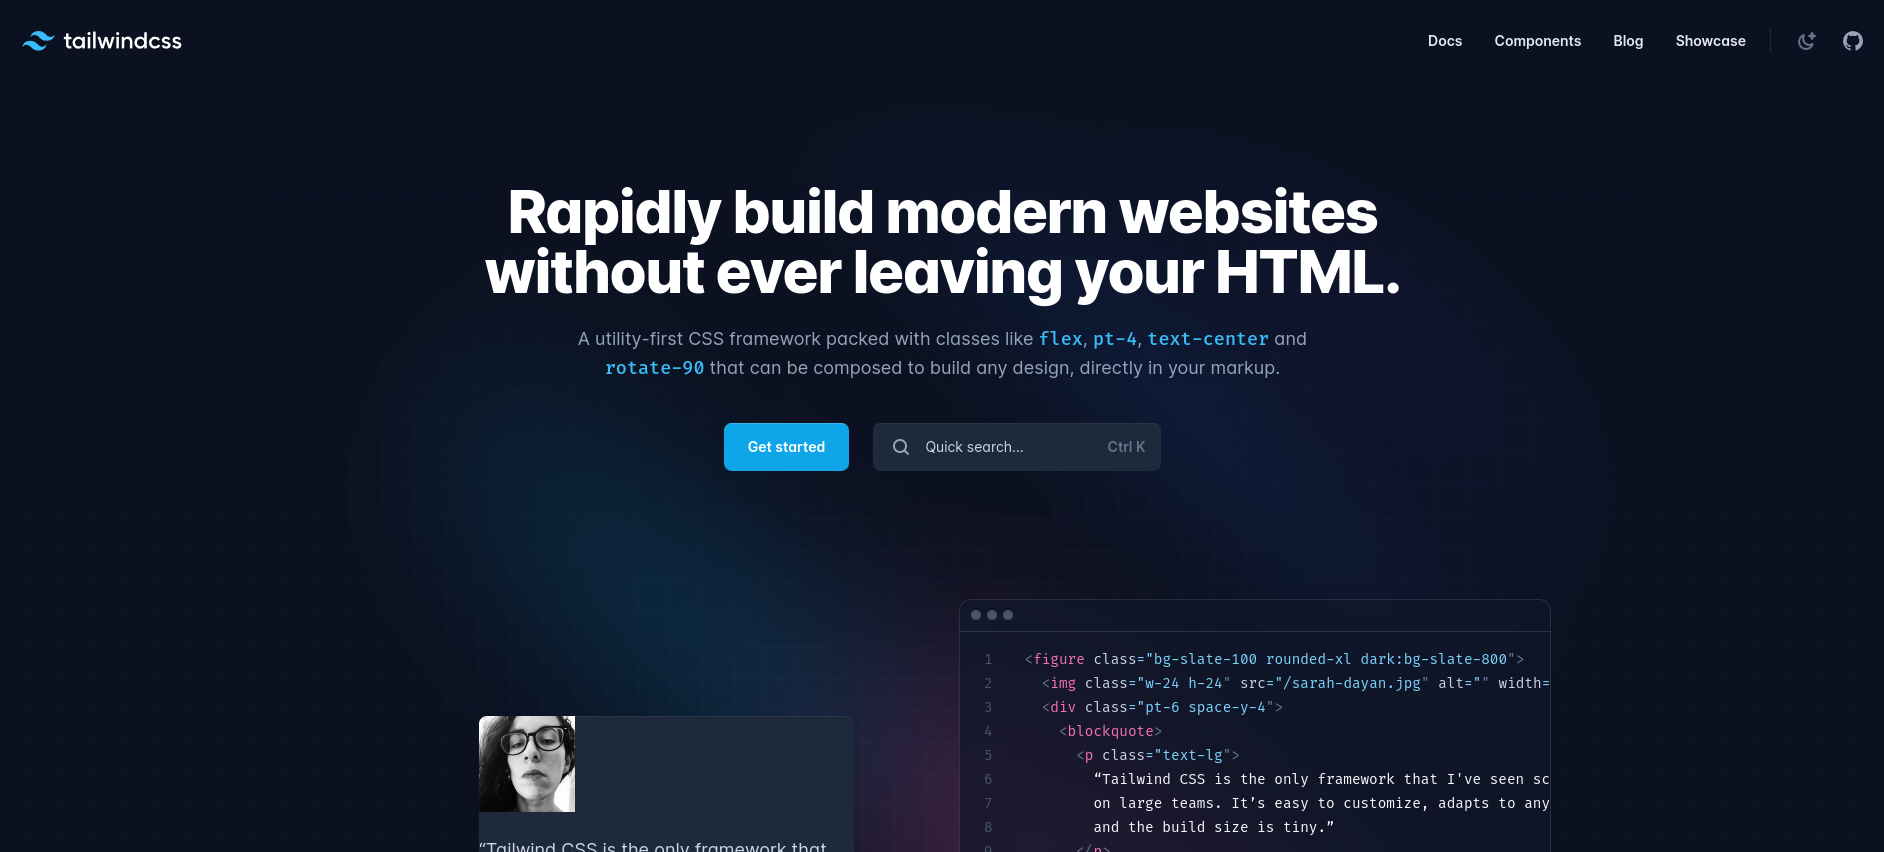 tailwindcss
Docs Components Blog Showcase
Rapidly build modern websites
without ever leaving your HTML.
A utility-first CSS framework packed with classes like flex, pt-4, text-center and
rotate-90 that can be composed to build any design, directly in your markup.
Get started
Quick search... Ctrl K
1 <figure class="bg-slate-100 rounded-xl dark:bg-slate-800">
2 <img class="w-24 h-24" src="/sarah-dayan.jpg" alt="" width=
3 <div class="pt-6 space-y-4">
4 <blockquote>
5 <p class="text-lg">
6 “Tailwind CSS is the only framework that I've seen sc
7 on large teams. It’s easy to customize, adapts to any
8 and the build size is tiny.”
9 </p>
“Tailwind CSS is the only framework that